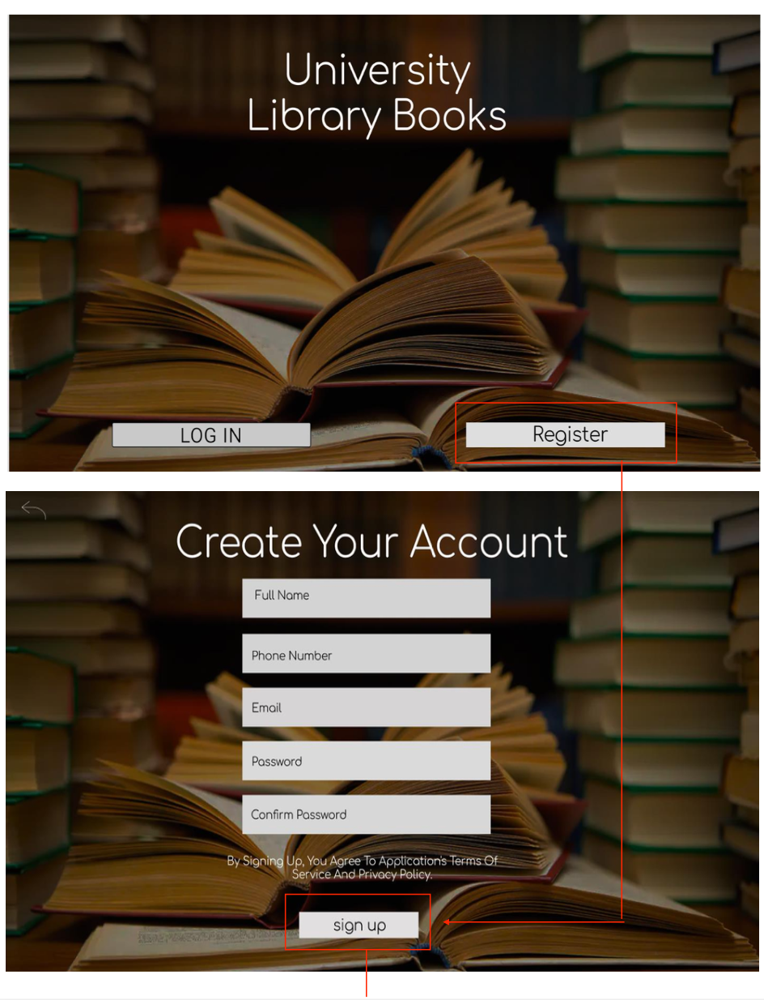 University
Library Books
LOG IN
Register
Create Your Account
Full Name
Phone Number
Email
Password
Confirm Password
By Signing Up, You Agree To Application's Terms Of
Service And Privacy Policy.
sign up